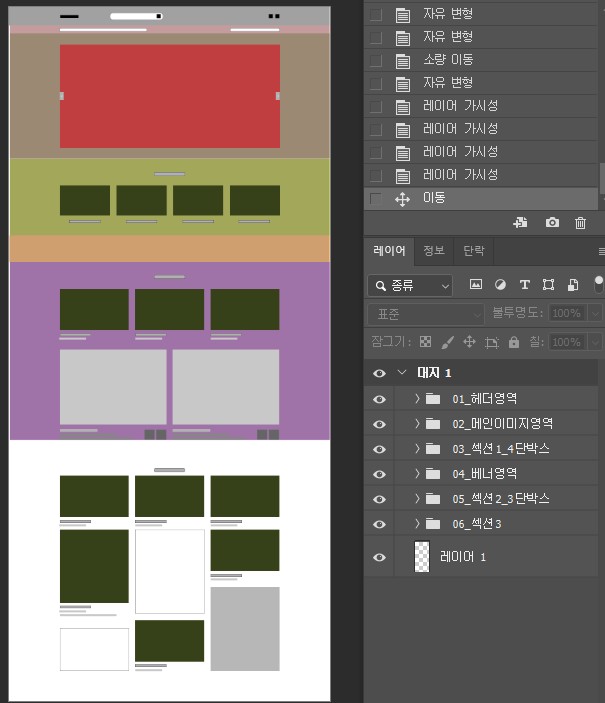 자유 변형
자유 변형
소량 이동
자유 변형
레이어 가시성
레이어 가시성
레이어 가시성
레이어 가시성
이동
레이어 정보 단락
종류
표준 불투명도: 100%
잠그기: 칠: 100%
대지 1
01_헤더영역
02_메인이미지영역
03_섹션1_4단박스
04_베너영역
05_섹션2_3단박스
06_섹션3
레이어 1